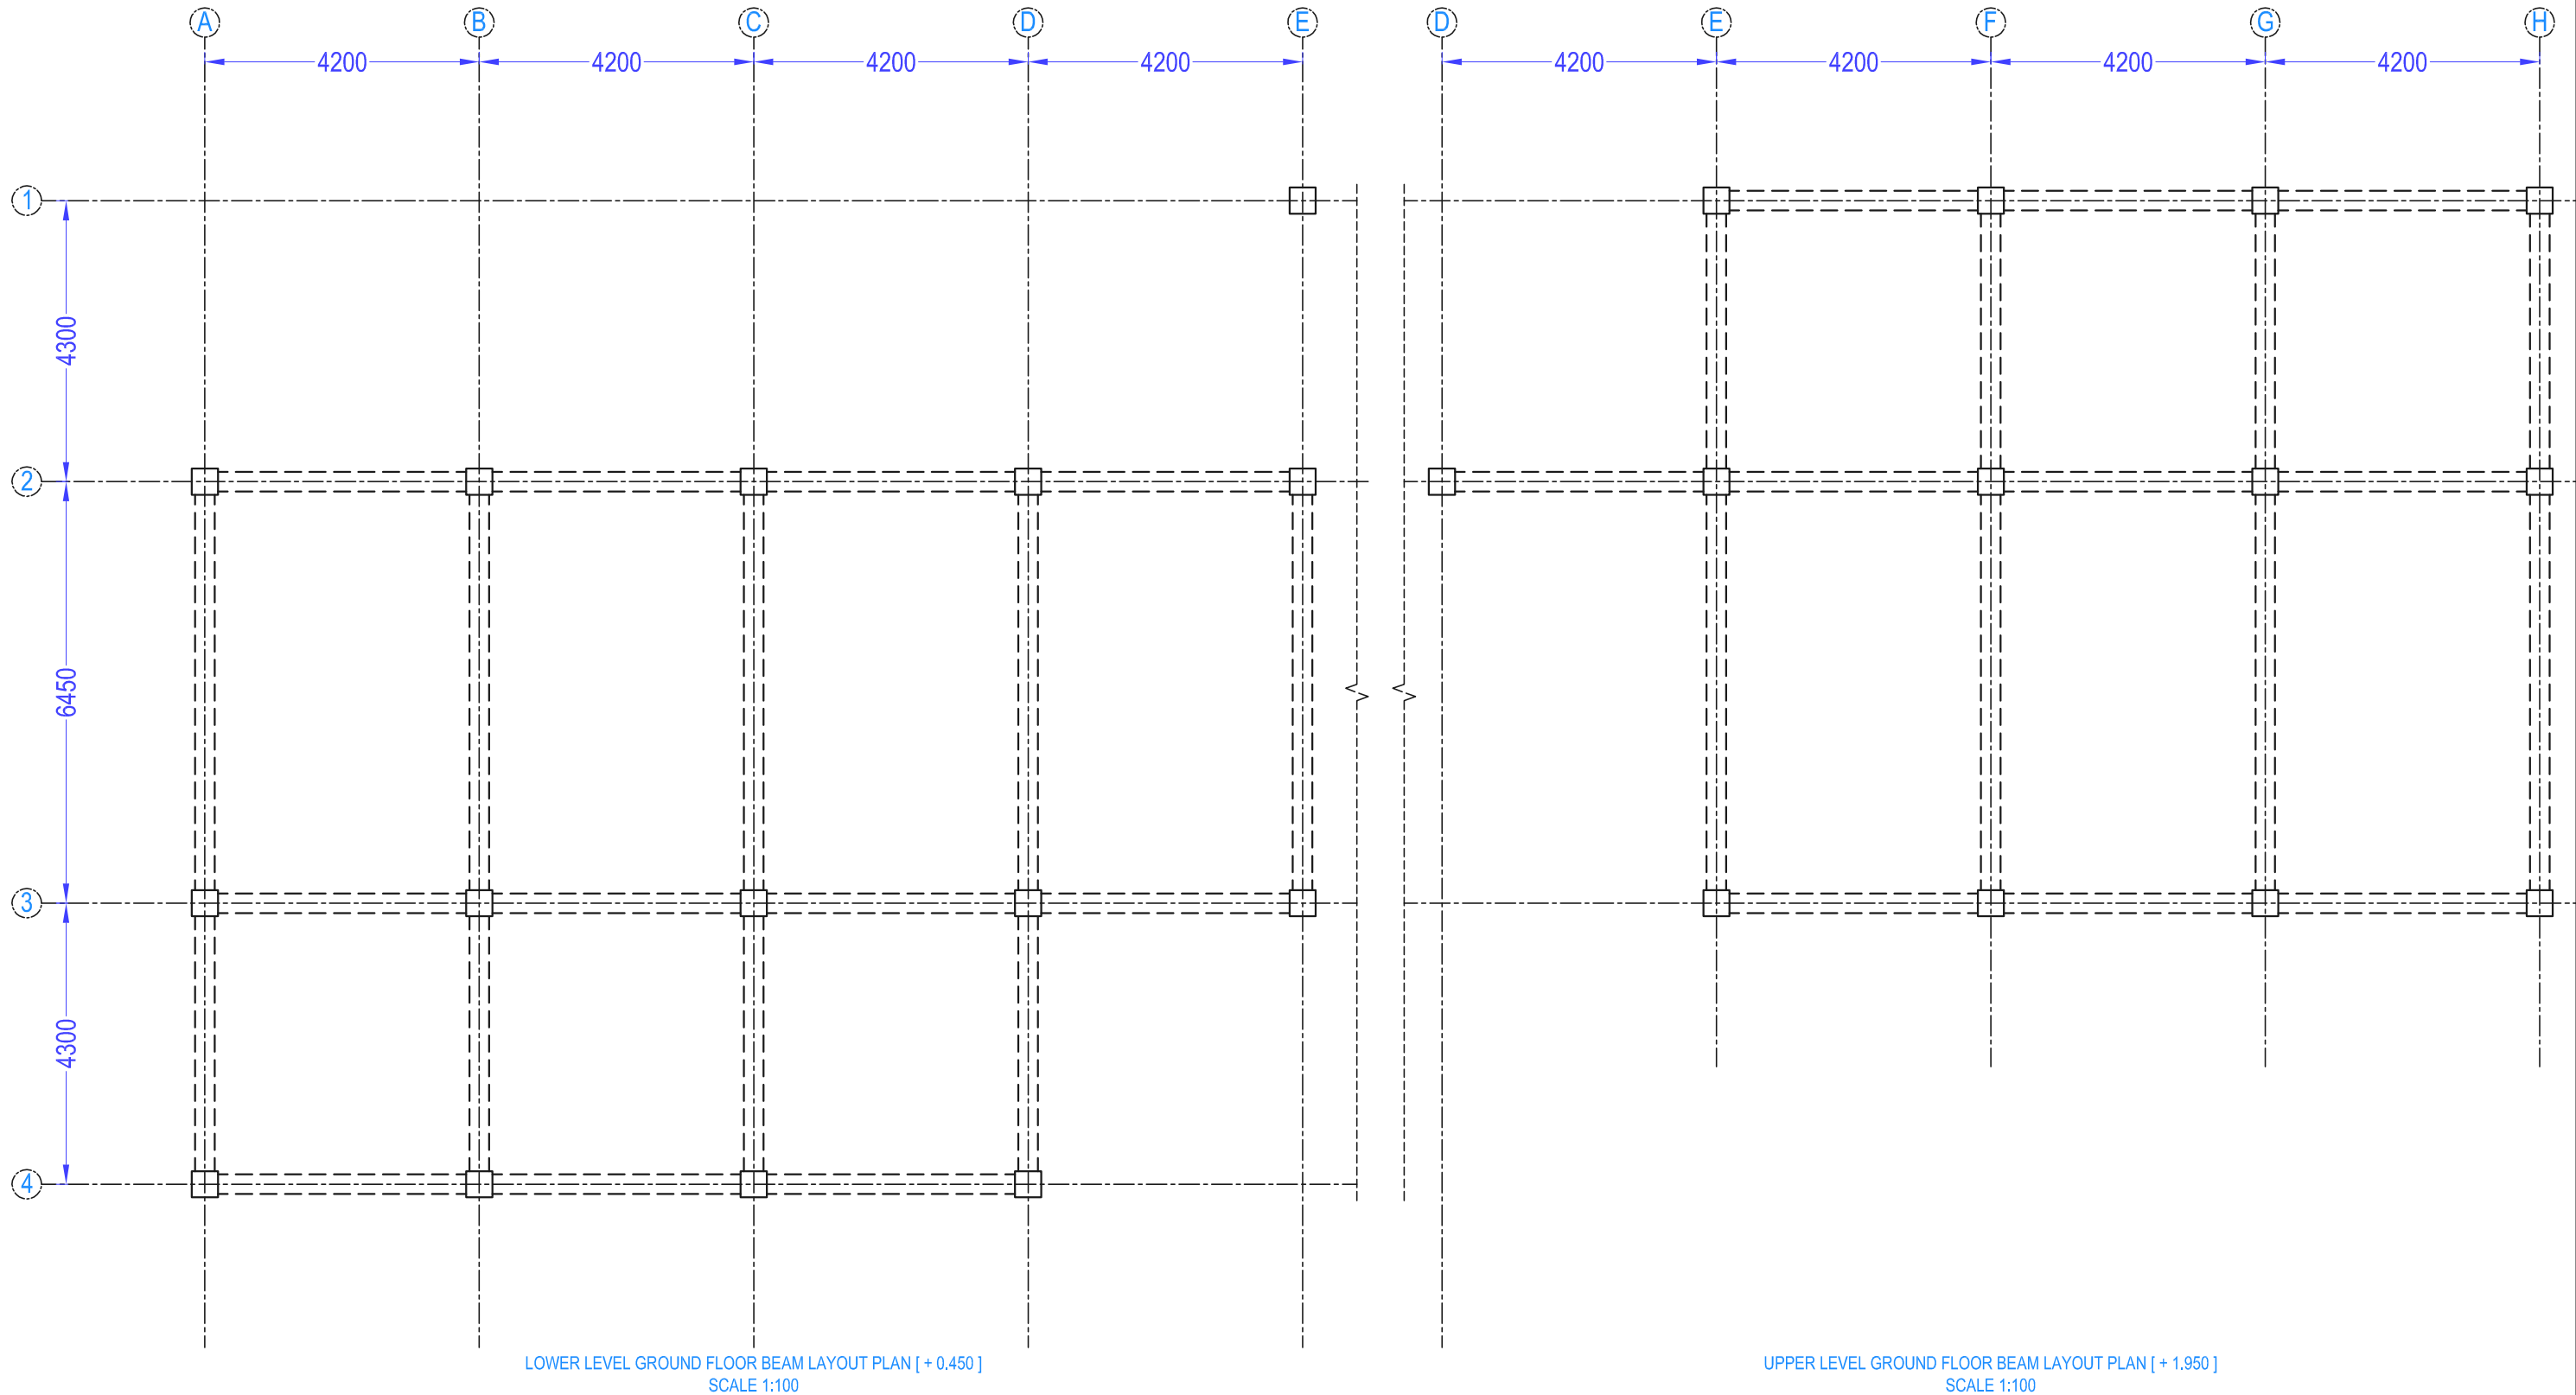 A B C D E D E F G H
4200 4200 4200 4200 4200 4200 4200 4200
1
4300
2
6450
3
4300
4
LOWER LEVEL GROUND FLOOR BEAM LAYOUT PLAN [ + 0.450 ]
SCALE 1:100
UPPER LEVEL GROUND FLOOR BEAM LAYOUT PLAN [ + 1.950 ]
SCALE 1:100